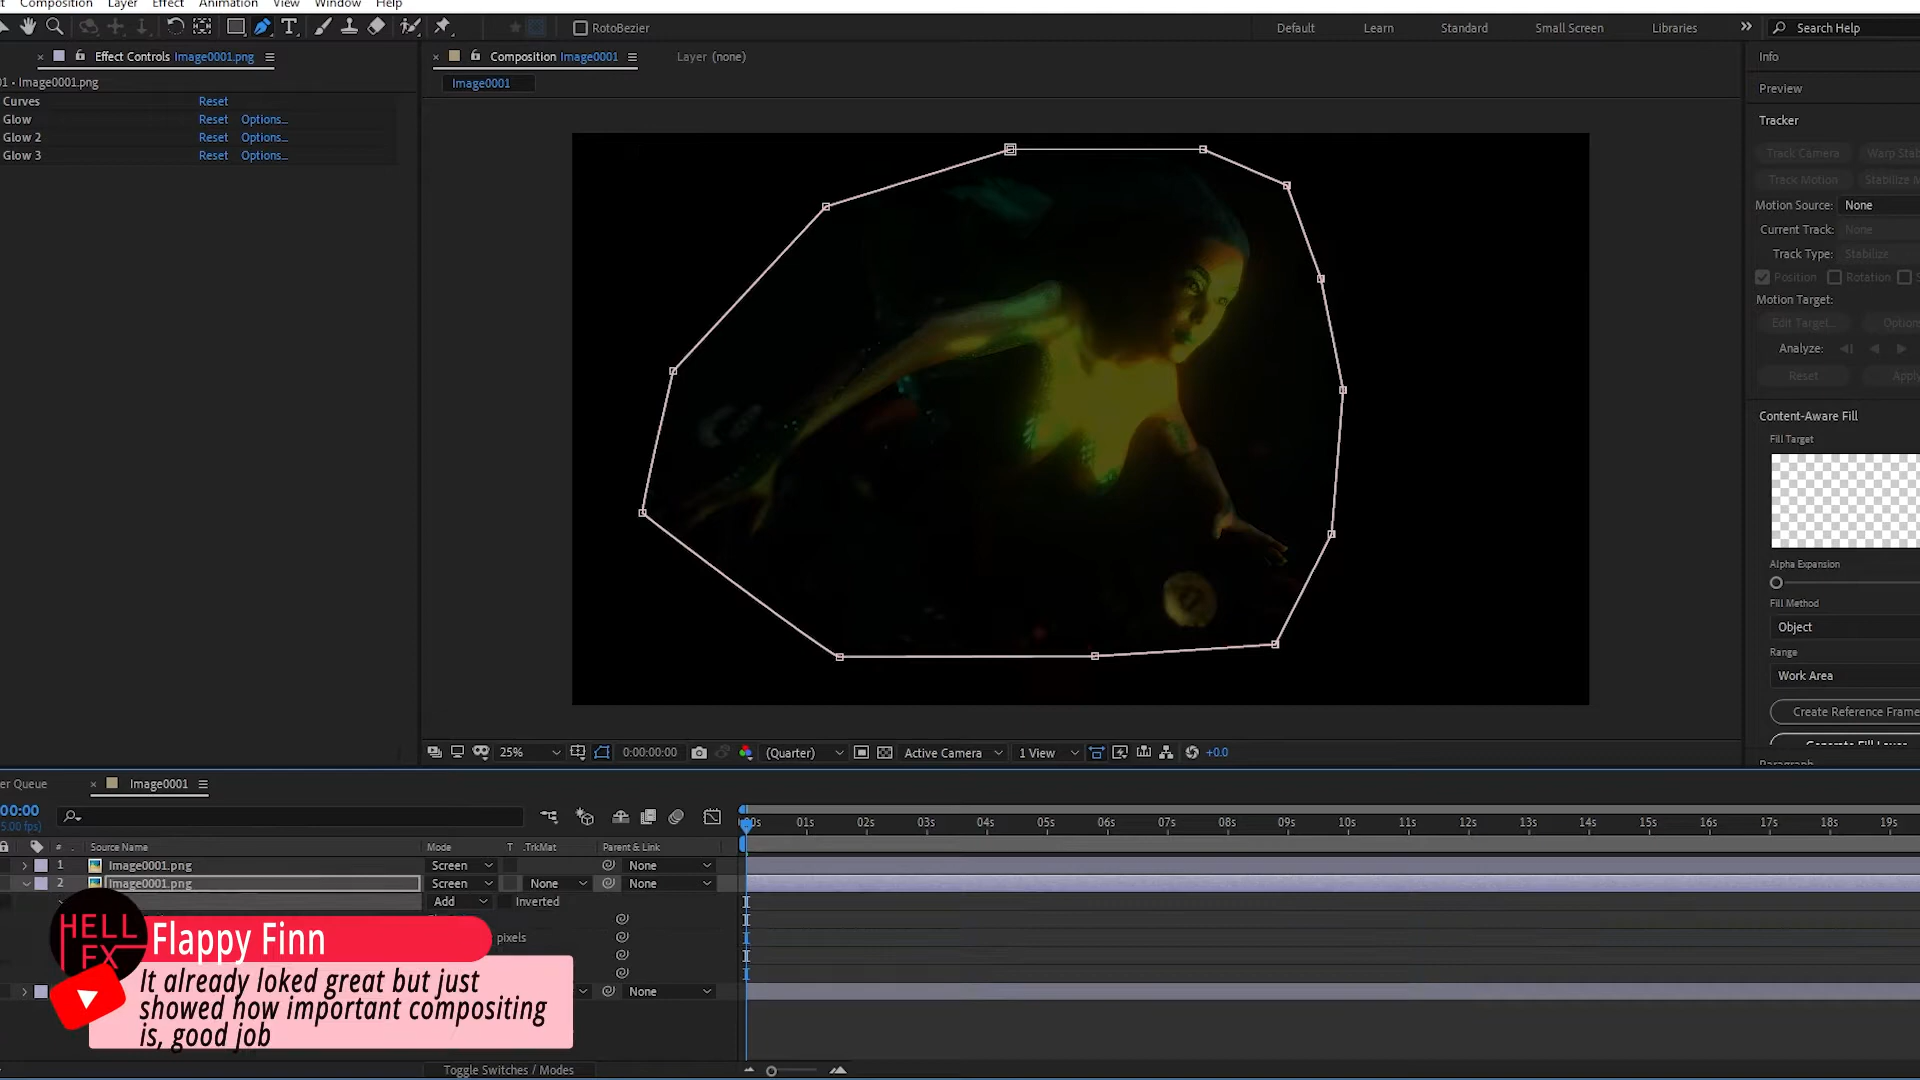 Composition Layer Effect Animation View Window Help
RotoBezier
Default Learn Standard Small Screen Libraries Search Help
Effect Controls Image0001.png
Composition Image0001
Layer (none)
Info
01 • Image0001.png
Image0001
Preview
Curves Reset
Glow Reset Options...
Glow 2 Reset Options...
Glow 3 Reset Options...
Tracker
Track Camera Warp Stab
Track Motion Stabilize M
Motion Source: None
Current Track: None
Track Type: Stabilize
Position Rotation S
Motion Target:
Edit Target... Option
Analyze:
Reset Apply
Content-Aware Fill
Fill Target
Alpha Expansion
Fill Method
Object
Range
Work Area
Create Reference Frame
Generate Fill Layer
Paragraph
25% 0:00:00:00 (Quarter) Active Camera 1 View +0.0
er Queue Image0001
00:00
5.00 fps)
00s 01s 02s 03s 04s 05s 06s 07s 08s 09s 10s 11s 12s 13s 14s 15s 16s 17s 18s 19s
# Source Name Mode T .TrkMat Parent & Link
1 Image0001.png Screen None
2 Image0001.png Screen None None
Add Inverted
pixels
None
HELL
EX
Flappy Finn
It already loked great but just
showed how important compositing
is, good job
Toggle Switches / Modes